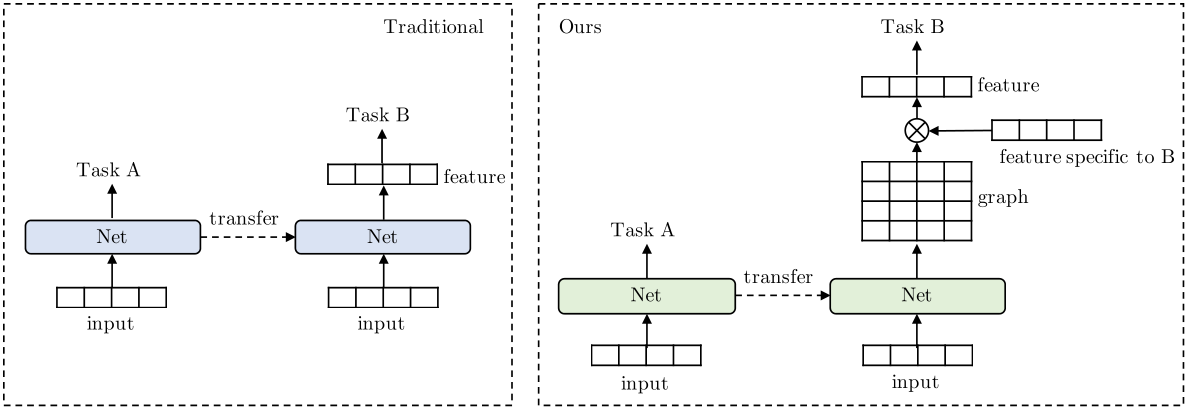 Traditional
Task B
Task A
feature
transfer
Net
Net
input
input
Ours
Task B
feature
feature specific to B
graph
Task A
transfer
Net
Net
input
input